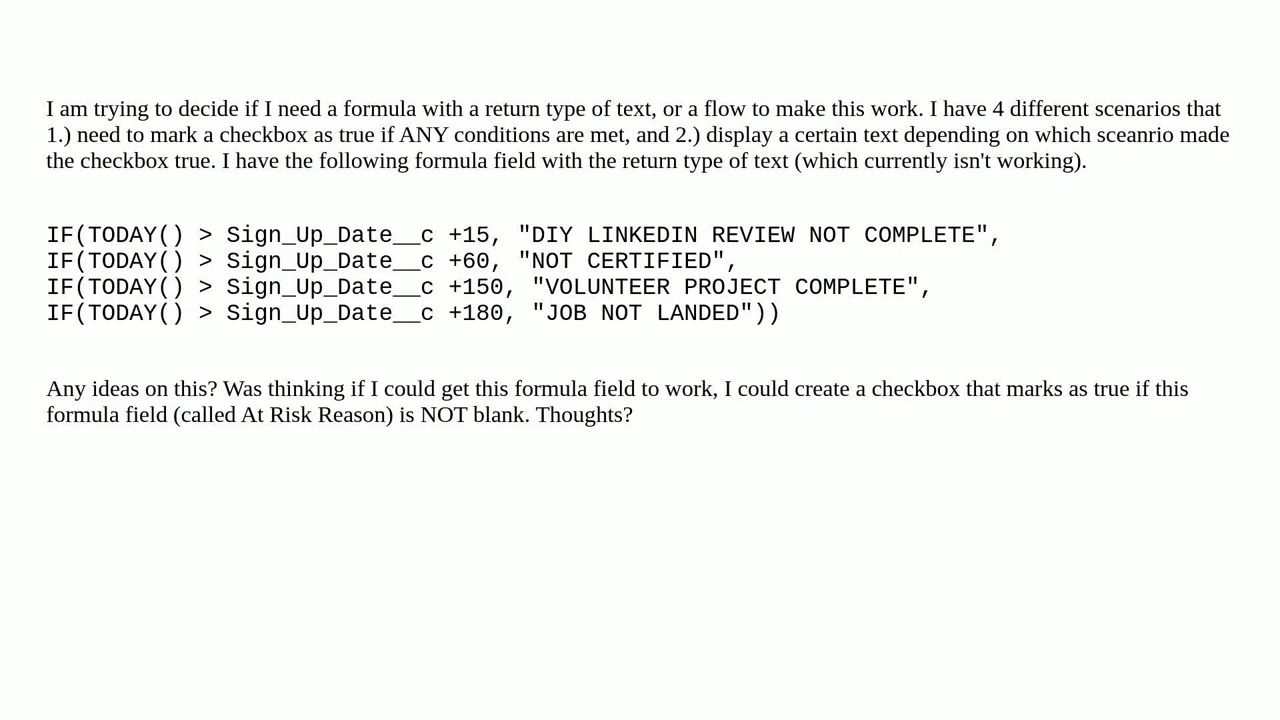 I am trying to decide if I need a formula with a return type of text, or a flow to make this work. I have 4 different scenarios that
1.) need to mark a checkbox as true if ANY conditions are met, and 2.) display a certain text depending on which sceanrio made
the checkbox true. I have the following formula field with the return type of text (which currently isn't working).
IF(TODAY() > Sign_Up_Date__c +15, "DIY LINKEDIN REVIEW NOT COMPLETE",
IF(TODAY() > Sign_Up_Date__c +60, "NOT CERTIFIED",
IF(TODAY() > Sign_Up_Date__c +150, "VOLUNTEER PROJECT COMPLETE",
IF(TODAY() > Sign_Up_Date__c +180, "JOB NOT LANDED"))
Any ideas on this? Was thinking if I could get this formula field to work, I could create a checkbox that marks as true if this
formula field (called At Risk Reason) is NOT blank. Thoughts?